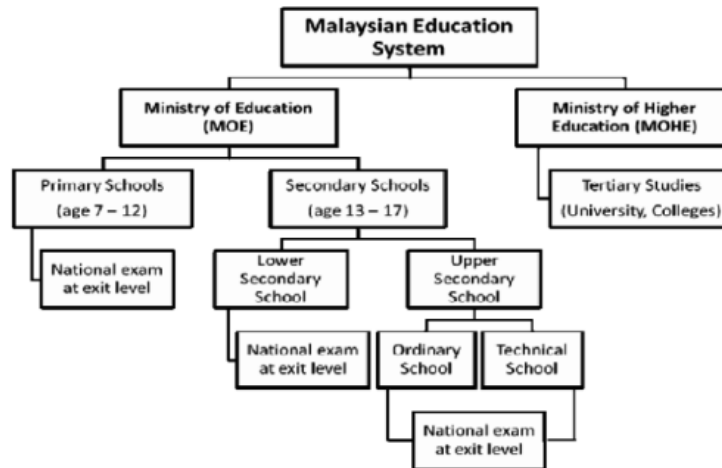 Malaysian Education
System
Ministry of Education
(MOE)
Ministry of Higher
Education (MOHE)
Primary Schools
(age 7 – 12)
Secondary Schools
(age 13 – 17)
Tertiary Studies
(University, Colleges)
National exam
at exit level
Lower
Secondary
School
Upper
Secondary
School
National exam
at exit level
Ordinary
School
Technical
School
National exam
at exit level